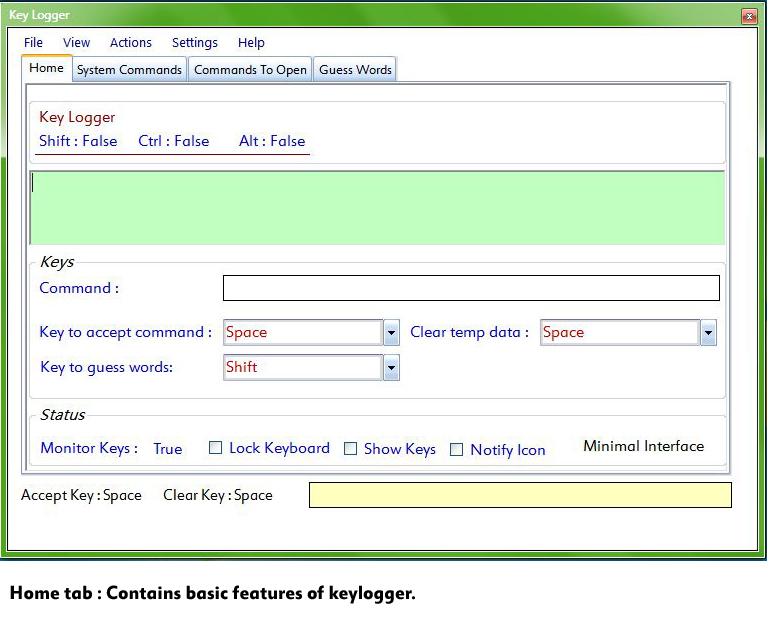 Key Logger
File View Actions Settings Help
Home System Commands Commands To Open Guess Words
Key Logger
Shift : False Ctrl : False Alt : False
Keys
Command :
Key to accept command : Space Clear temp data : Space
Key to guess words: Shift
Status
Monitor Keys : True Lock Keyboard Show Keys Notify Icon Minimal Interface
Accept Key : Space Clear Key : Space
Home tab : Contains basic features of keylogger.